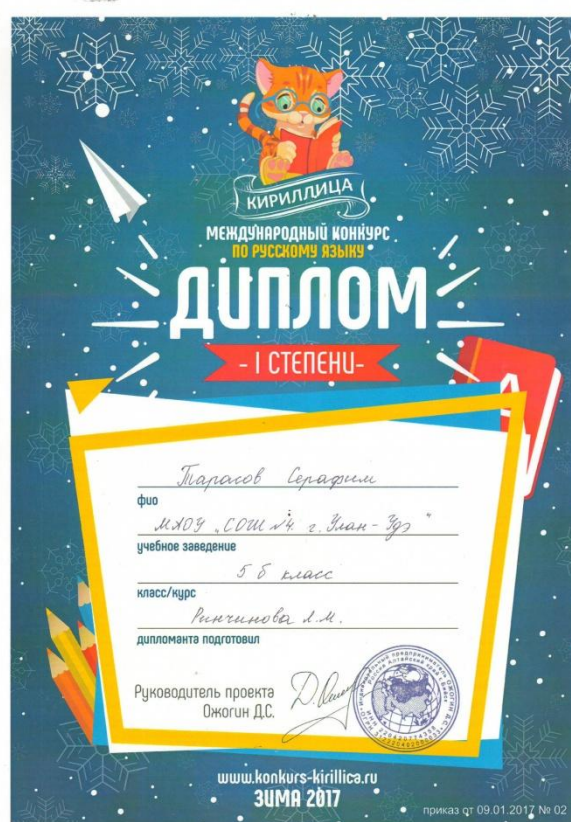 КИРИЛЛИЦА
МЕЖДУНАРОДНЫЙ КОНКУРС
ПО РУССКОМУ ЯЗЫКУ
ДИПЛОМ
- I СТЕПЕНИ-
Тарасов Серафим
фио
МАОУ „СОШ №4 г. Улан-Удэ"
учебное заведение
5 б класс
класс/курс
Ринчинова Л.М.
дипломанта подготовил
Руководитель проекта
Ожогин Д.С.
www.konkurs-kirillica.ru
ЗИМА 2017
приказ от 09.01.2017 № 02